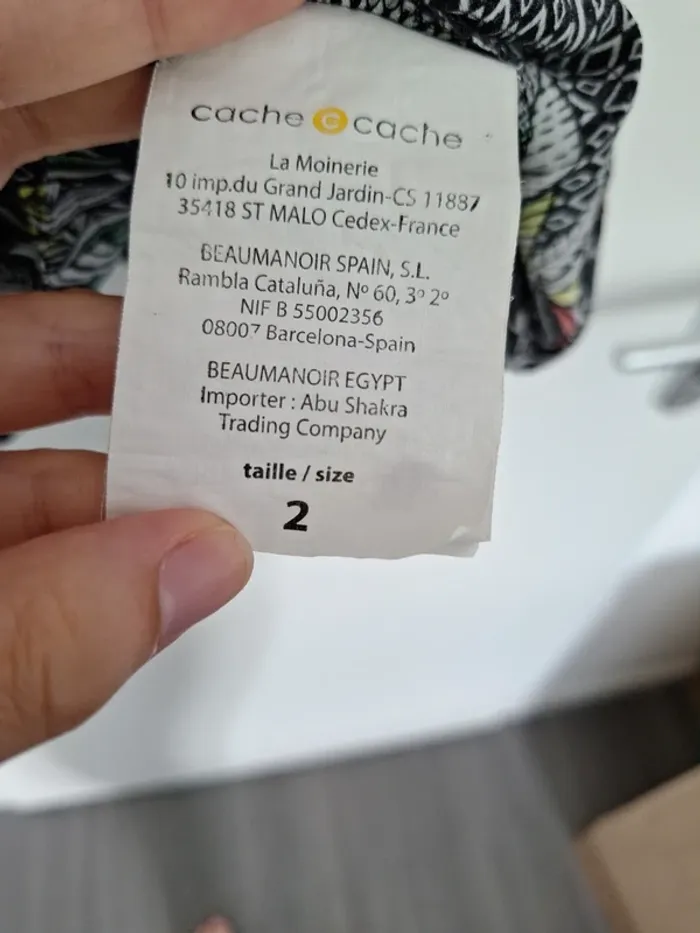 cache c cache
La Moinerie
10 imp.du Grand Jardin-CS 11887
35418 ST MALO Cedex-France
BEAUMANOIR SPAIN, S.L.
Rambla Cataluña, Nº 60, 3º 2º
NIF B 55002356
08007 Barcelona-Spain
BEAUMANOIR EGYPT
Importer : Abu Shakra
Trading Company
taille / size
2